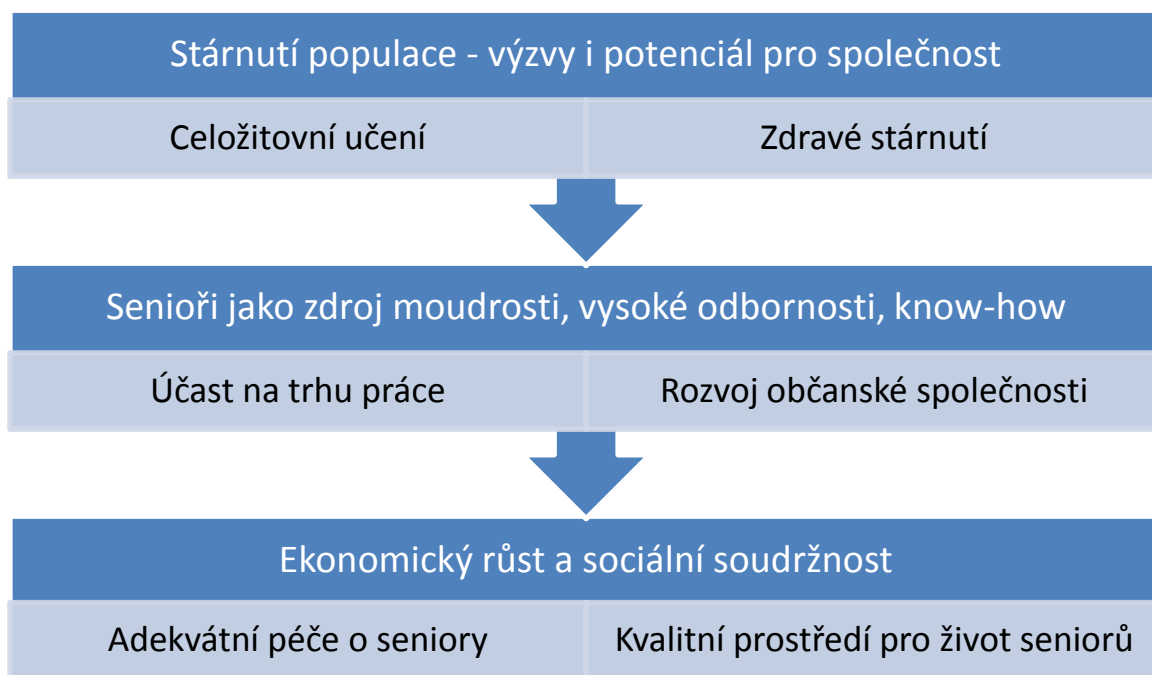 Stárnutí populace - výzvy i potenciál pro společnost
Celožitovní učení
Zdravé stárnutí
Senioři jako zdroj moudrosti, vysoké odbornosti, know-how
Účast na trhu práce
Rozvoj občanské společnosti
Ekonomický růst a sociální soudržnost
Adekvátní péče o seniory
Kvalitní prostředí pro život seniorů